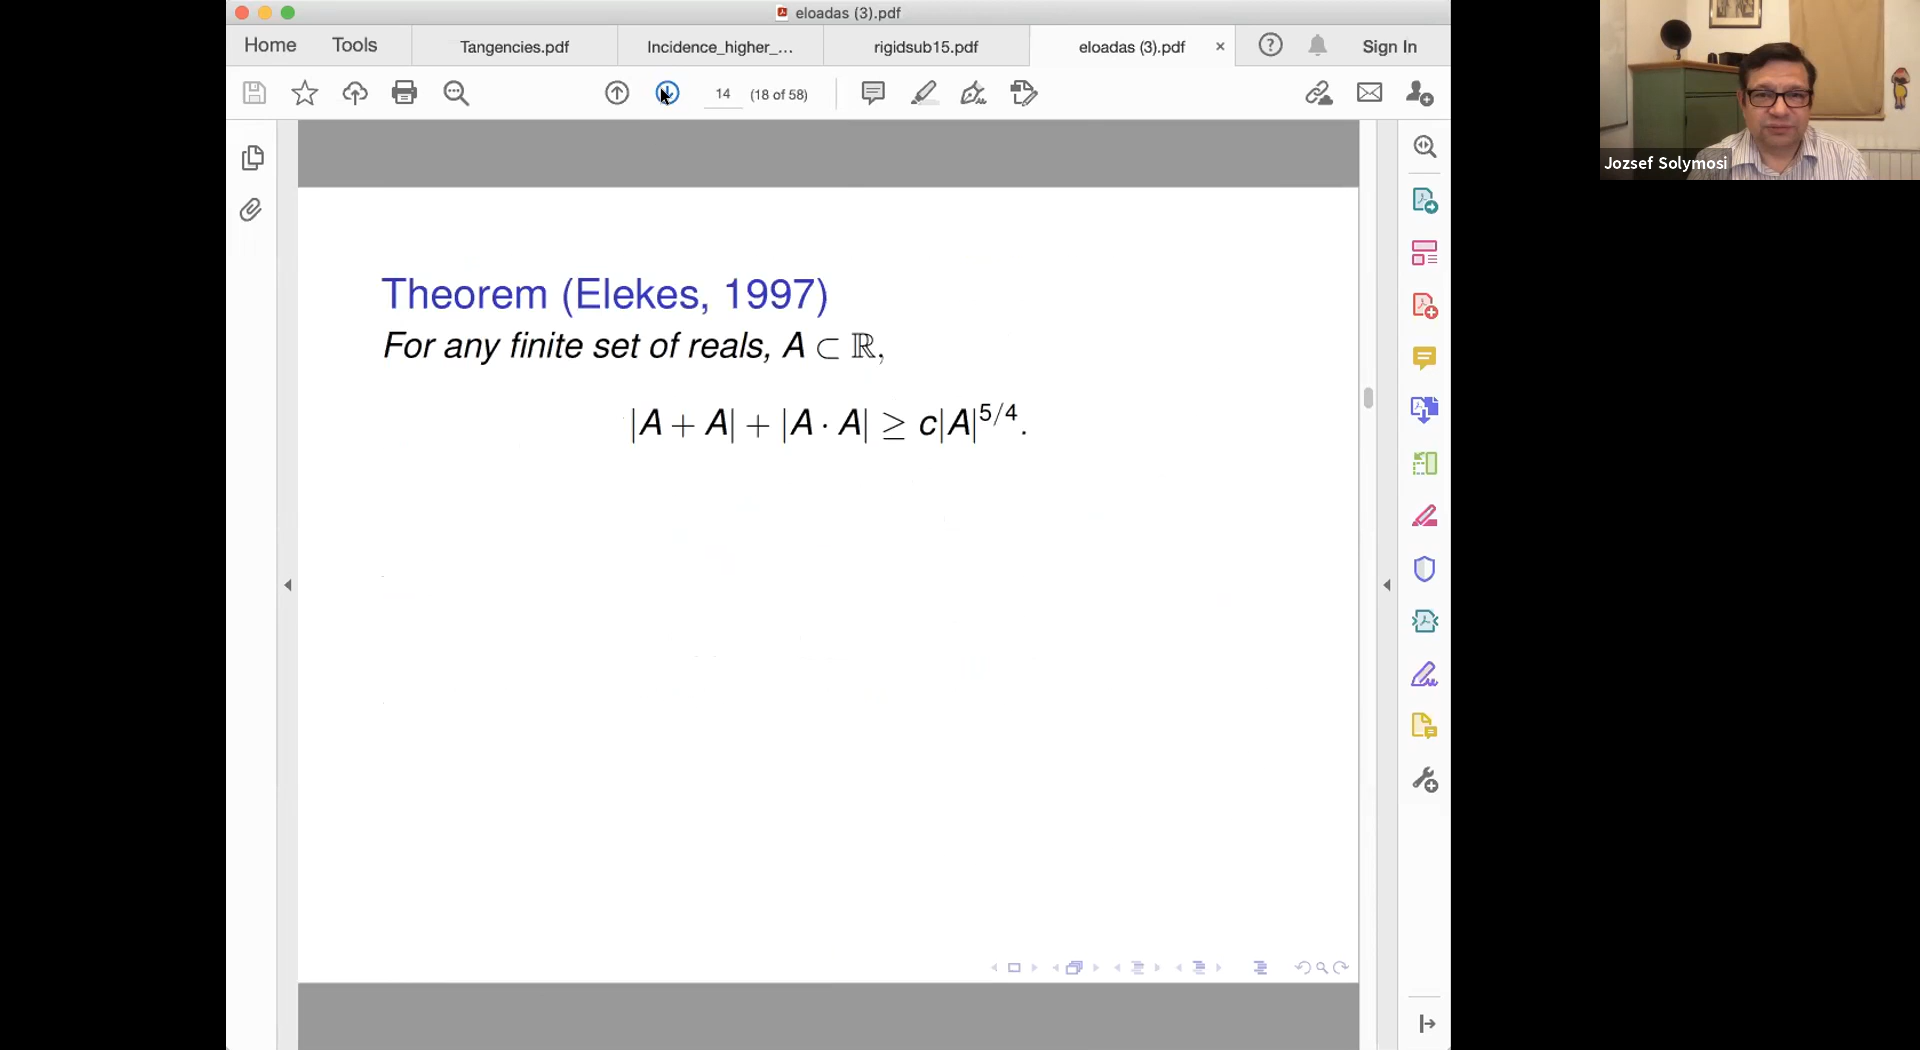 eloadas (3).pdf
Home
Tools
Tangencies.pdf
Incidence_higher_...
rigidsub15.pdf
eloadas (3).pdf
×
Sign In
14
(18 of 58)
Jozsef Solymosi
Theorem (Elekes, 1997)
For any finite set of reals, A ⊂ ℝ,
|A + A| + |A · A| ≥ c|A|^{5/4}.